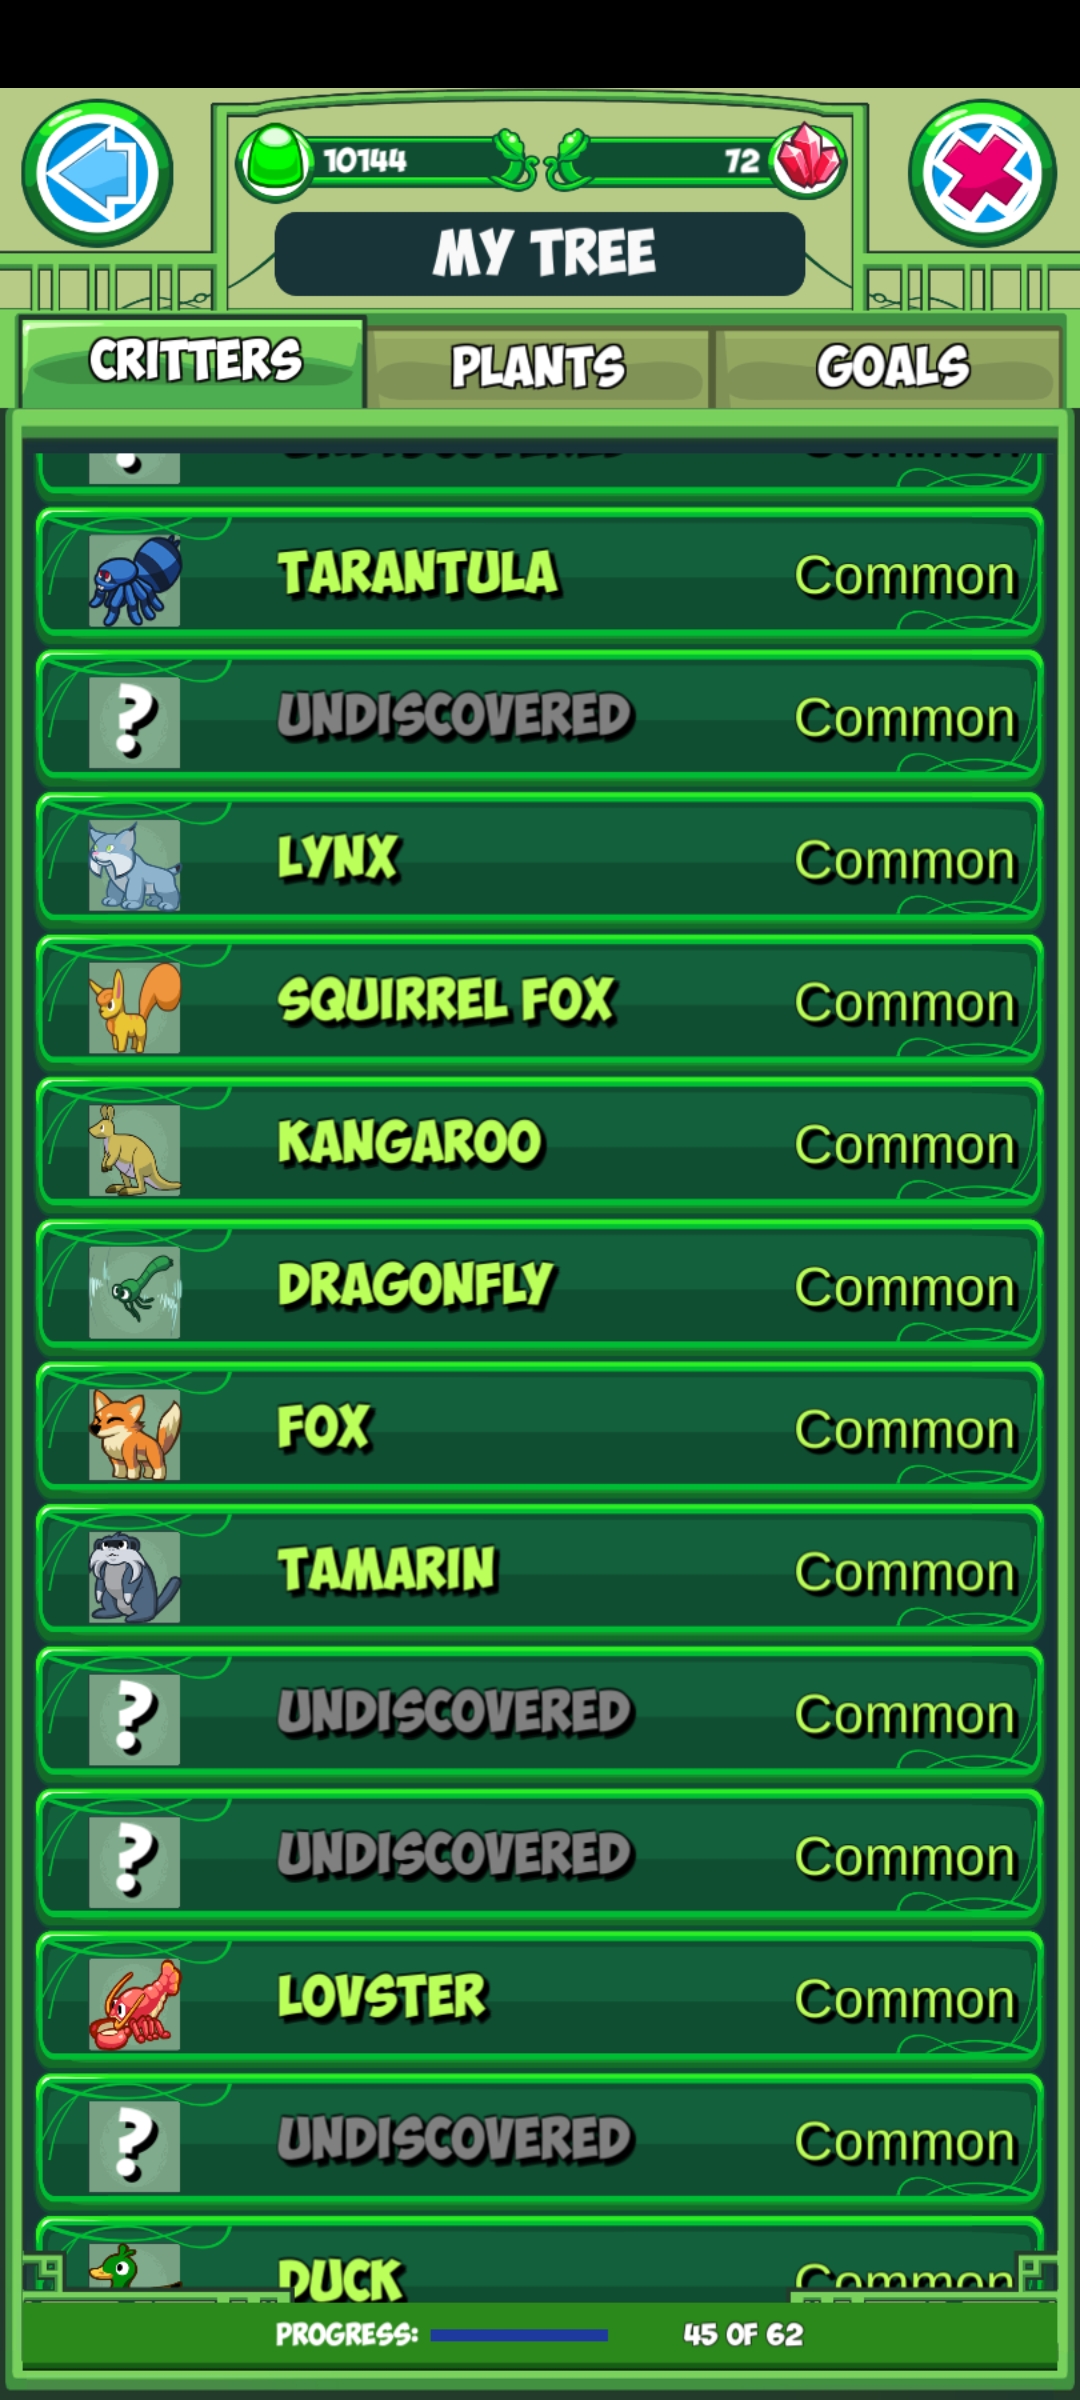 10144
72
MY TREE
CRITTERS
PLANTS
GOALS
UNDISCOVERED Common
TARANTULA Common
? UNDISCOVERED Common
LYNX Common
SQUIRREL FOX Common
KANGAROO Common
DRAGONFLY Common
FOX Common
TAMARIN Common
? UNDISCOVERED Common
? UNDISCOVERED Common
LOVSTER Common
? UNDISCOVERED Common
DUCK Common
PROGRESS: 45 OF 62